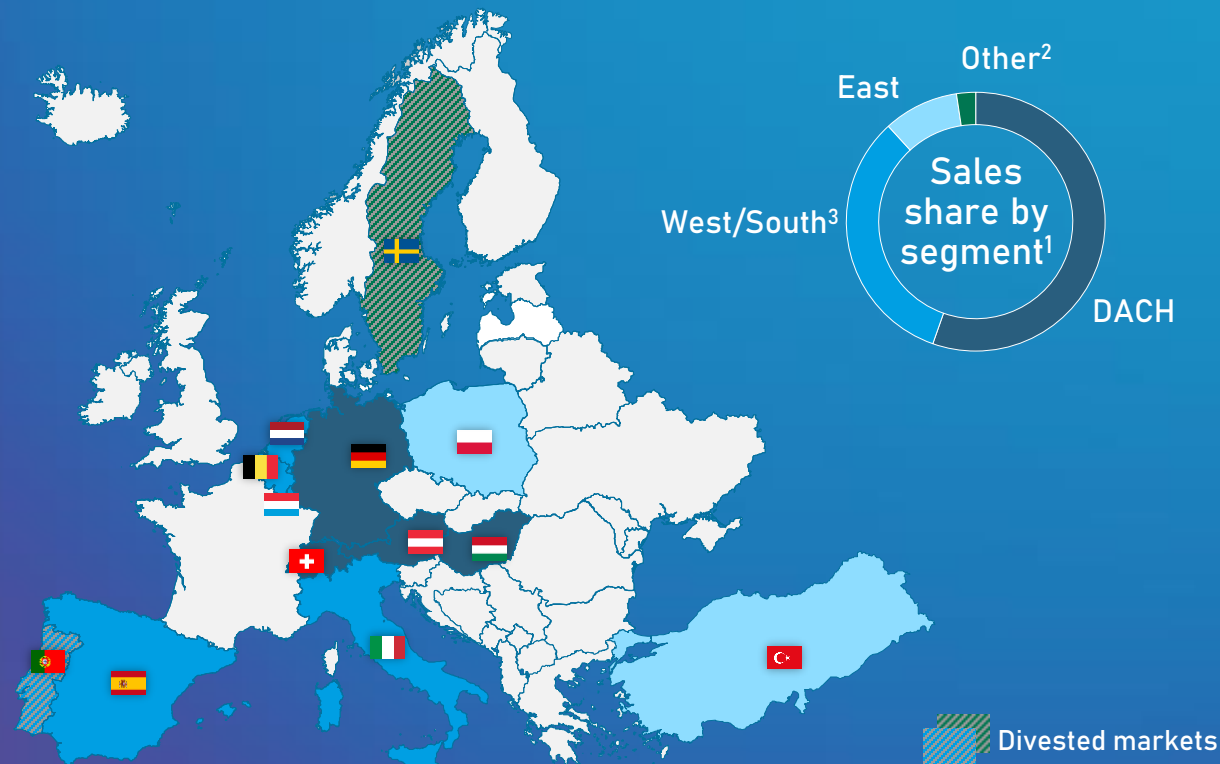 Other²
East
Sales
share by
segment¹
West/South³
DACH
Divested markets